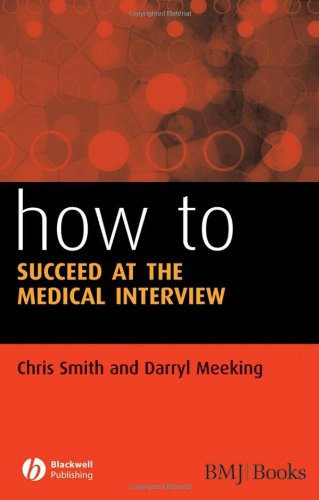 how to
SUCCEED AT THE
MEDICAL INTERVIEW
Chris Smith and Darryl Meeking
Blackwell
Publishing
BMJ|Books